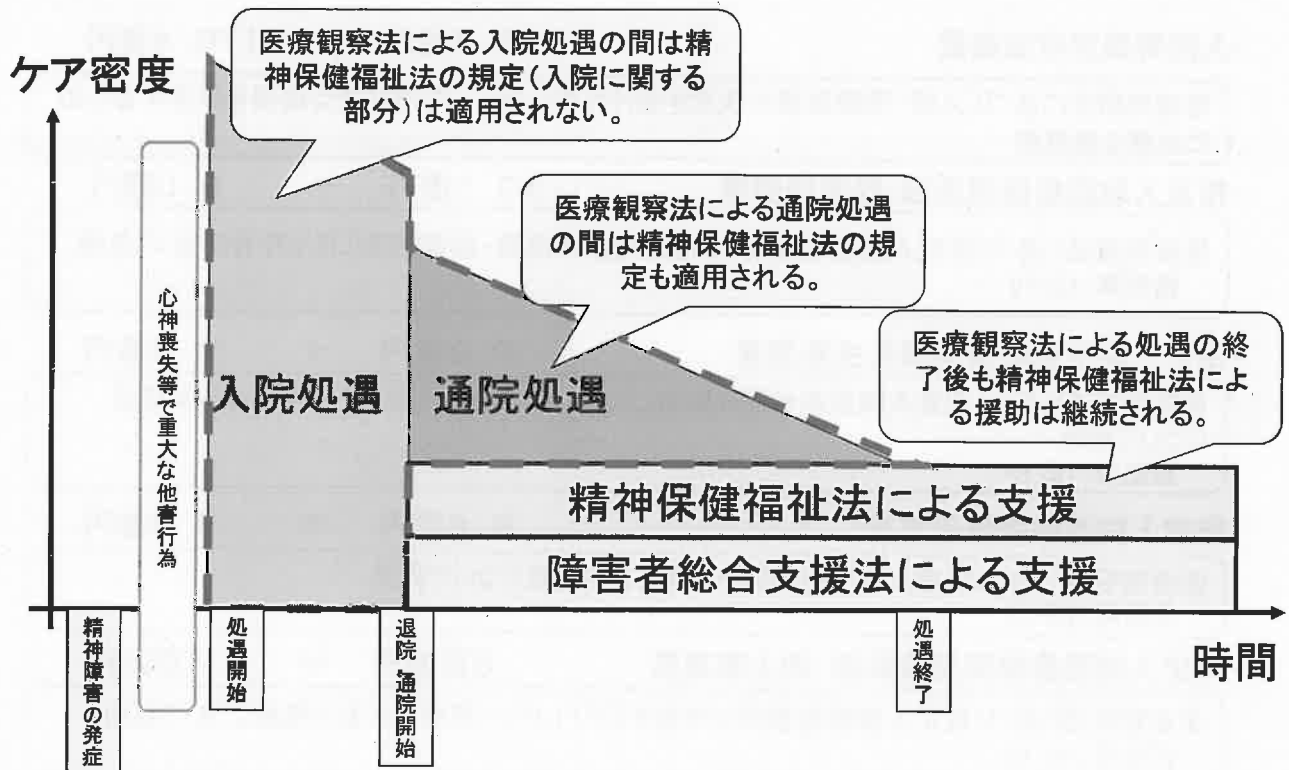 ケア密度
医療観察法による入院処遇の間は精
神保健福祉法の規定(入院に関する
部分)は適用されない。
医療観察法による通院処遇
の間は精神保健福祉法の規
定も適用される。
医療観察法による処遇の終
了後も精神保健福祉法によ
る援助は継続される。
心神喪失等で重大な他害行為
入院処遇
通院処遇
精神保健福祉法による支援
障害者総合支援法による支援
精神障害の発症
処遇開始
退院・通院開始
処遇終了
時間